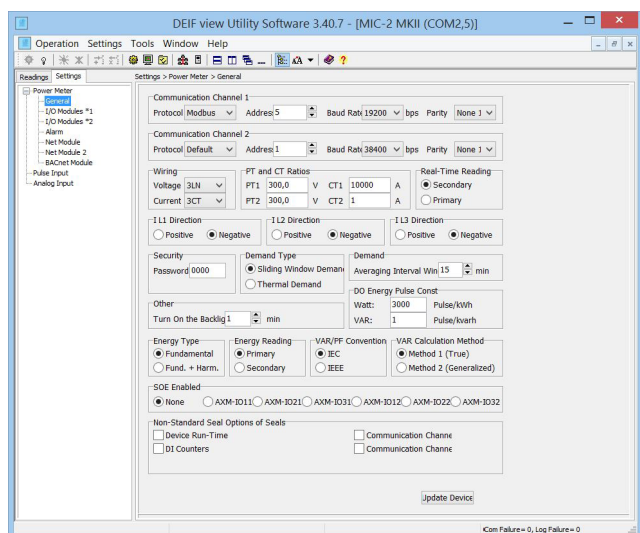 DEIF view Utility Software 3.40.7 - [MIC-2 MKII (COM2,5)]
Operation Settings Tools Window Help
Readings Settings
Settings > Power Meter > General
Power Meter
General
I/O Modules *1
I/O Modules *2
Alarm
Net Module
Net Module 2
BACnet Module
Pulse Input
Analog Input
Communication Channel 1
Protocol Modbus Addres 5 Baud Rate 19200 bps Parity None 1
Communication Channel 2
Protocol Default Addres 1 Baud Rate 38400 bps Parity None 1
Wiring PT and CT Ratios Real-Time Reading
Voltage 3LN PT1 300,0 V CT1 10000 A Secondary
Current 3CT PT2 300,0 V CT2 1 A Primary
I L1 Direction I L2 Direction I L3 Direction
Positive Negative Positive Negative Positive Negative
Security Demand Type Demand
Password 0000 Sliding Window Deman Averaging Interval Win 15 min
Thermal Demand
DO Energy Pulse Const
Other Watt: 3000 Pulse/kWh
Turn On the Backlig 1 min VAR: 1 Pulse/kvarh
Energy Type Energy Reading VAR/PF Convention VAR Calculation Method
Fundamental Primary IEC Method 1 (True)
Fund. + Harm. Secondary IEEE Method 2 (Generalized)
SOE Enabled
None AXM-IO11 AXM-IO21 AXM-IO31 AXM-IO12 AXM-IO22 AXM-IO32
Non-Standard Seal Options of Seals
Device Run-Time Communication Channe
DI Counters Communication Channe
Update Device
Com Failure= 0, Log Failure= 0